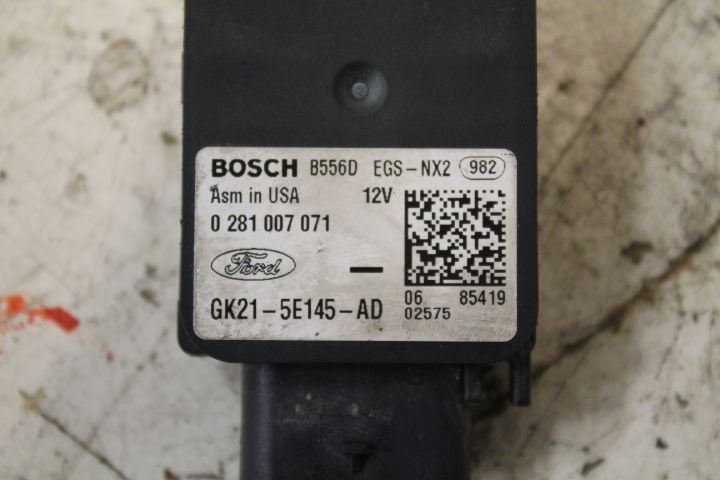 BOSCH B556D EGS-NX2 982
Asm in USA 12V
0 281 007 071
Ford
GK21-5E145-AD
06 85419
02575